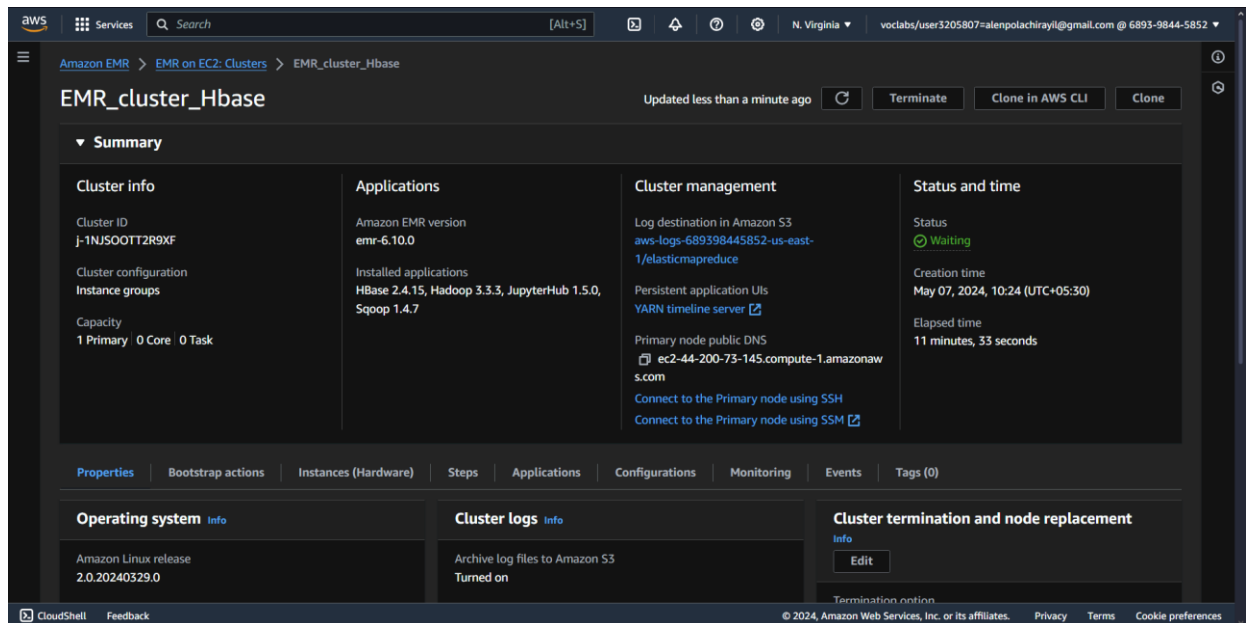 aws Services Search [Alt+S] N. Virginia voclabs/user3205807=alenpolachirayil@gmail.com @ 6893-9844-5852
Amazon EMR > EMR on EC2: Clusters > EMR_cluster_Hbase
EMR_cluster_Hbase
Updated less than a minute ago Terminate Clone in AWS CLI Clone
Summary
Cluster info
Cluster ID
j-1NJSOOTT2R9XF
Cluster configuration
Instance groups
Capacity
1 Primary 0 Core 0 Task
Applications
Amazon EMR version
emr-6.10.0
Installed applications
HBase 2.4.15, Hadoop 3.3.3, JupyterHub 1.5.0,
Sqoop 1.4.7
Cluster management
Log destination in Amazon S3
aws-logs-689398445852-us-east-
1/elasticmapreduce
Persistent application UIs
YARN timeline server
Primary node public DNS
ec2-44-200-73-145.compute-1.amazonaw
s.com
Connect to the Primary node using SSH
Connect to the Primary node using SSM
Status and time
Status
Waiting
Creation time
May 07, 2024, 10:24 (UTC+05:30)
Elapsed time
11 minutes, 33 seconds
Properties Bootstrap actions Instances (Hardware) Steps Applications Configurations Monitoring Events Tags (0)
Operating system Info
Amazon Linux release
2.0.20240329.0
Cluster logs Info
Archive log files to Amazon S3
Turned on
Cluster termination and node replacement
Info
Edit
Termination option
CloudShell Feedback © 2024, Amazon Web Services, Inc. or its affiliates. Privacy Terms Cookie preferences